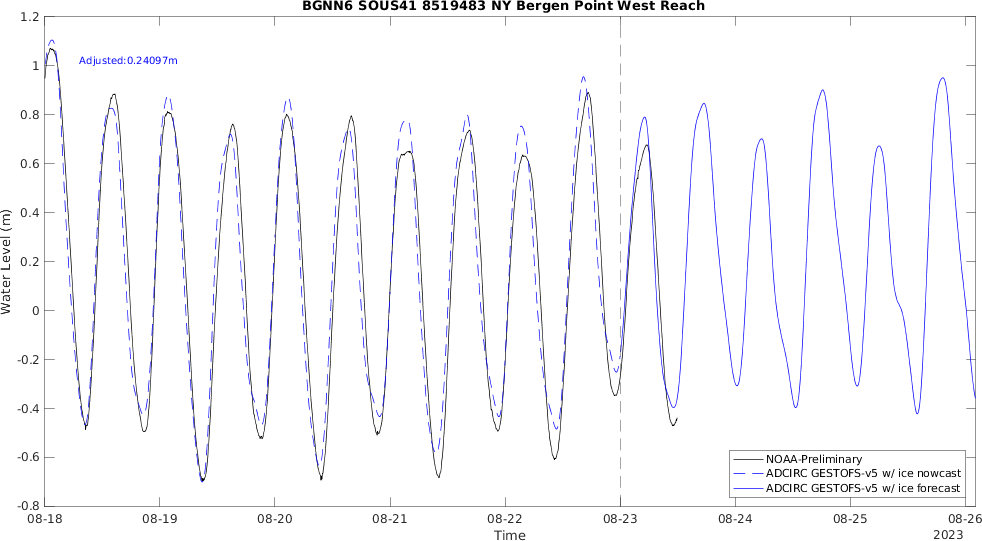 BGNN6 SOUS41 8519483 NY Bergen Point West Reach
Adjusted:0.24097m
Water Level (m)
1.2
1
0.8
0.6
0.4
0.2
0
-0.2
-0.4
-0.6
-0.8
NOAA-Preliminary
ADCIRC GESTOFS-v5 w/ ice nowcast
ADCIRC GESTOFS-v5 w/ ice forecast
08-18 08-19 08-20 08-21 08-22 08-23 08-24 08-25 08-26
Time
2023